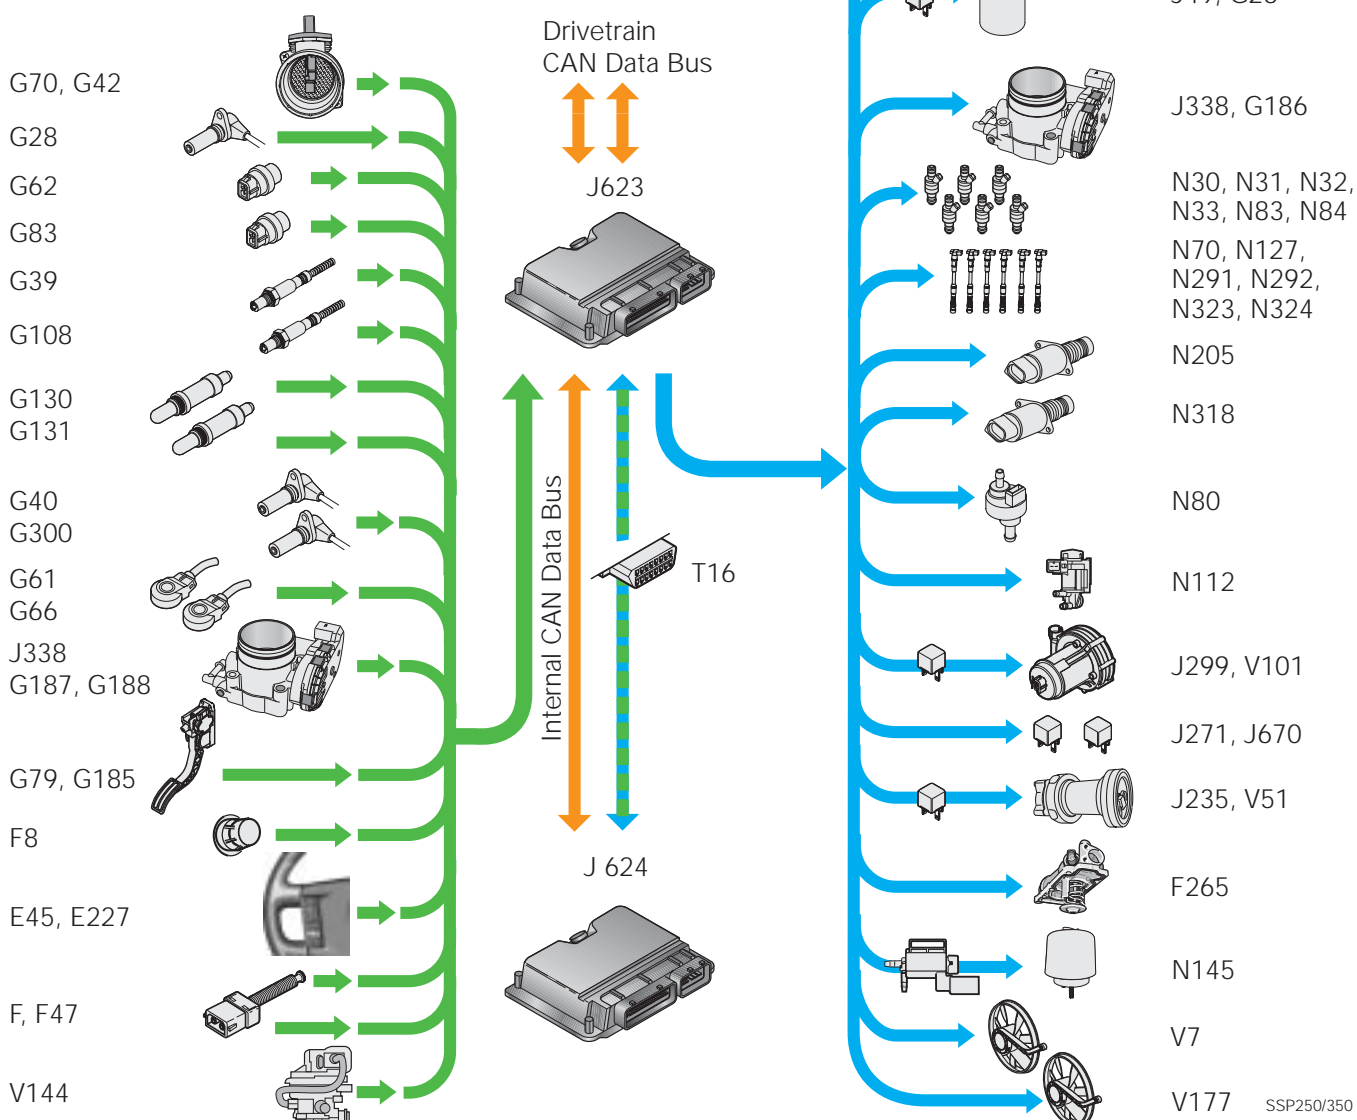 G70, G42
G28
G62
G83
G39
G108
G130
G131
G40
G300
G61
G66
J338
G187, G188
G79, G185
F8
E45, E227
F, F47
V144
Drivetrain
CAN Data Bus
J623
Internal CAN Data Bus
T16
J 624
J338, G186
N30, N31, N32,
N33, N83, N84
N70, N127,
N291, N292,
N323, N324
N205
N318
N80
N112
J299, V101
J271, J670
J235, V51
F265
N145
V7
V177
SSP250/350